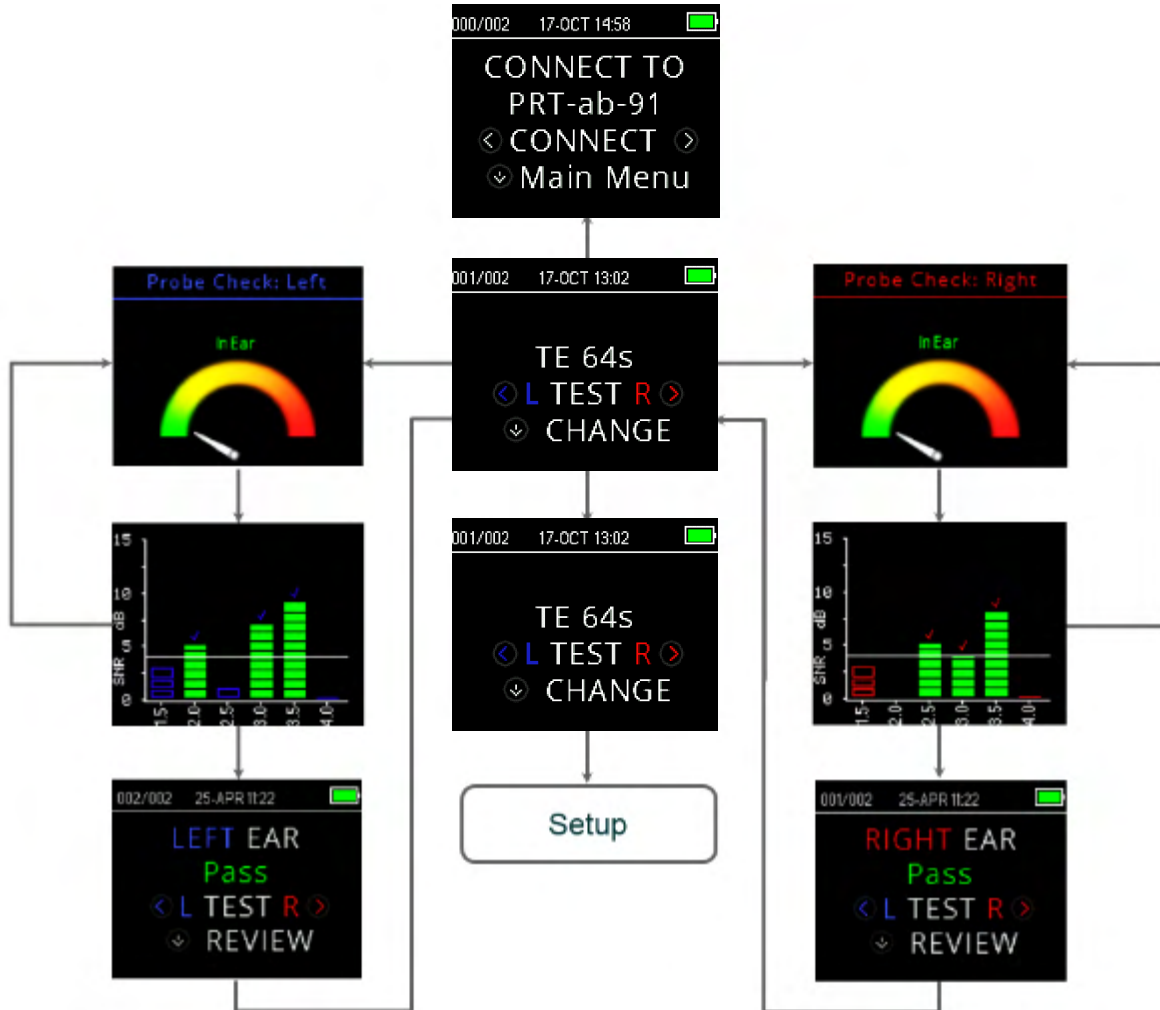 000/002 17-OCT 14:58
CONNECT TO
PRT-ab-91
CONNECT
Main Menu
Probe Check: Left
In Ear
001/002 17-OCT 13:02
TE 64s
L TEST R
CHANGE
Probe Check: Right
In Ear
15
10
5
0
SNR dB
1.5
2.0
2.5
3.0
3.5
4.0
001/002 17-OCT 13:02
TE 64s
L TEST R
CHANGE
15
10
5
0
SNR dB
1.5
2.0
2.5
3.0
3.5
4.0
Setup
002/002 25-APR 11:22
LEFT EAR
Pass
L TEST R
REVIEW
001/002 25-APR 11:22
RIGHT EAR
Pass
L TEST R
REVIEW